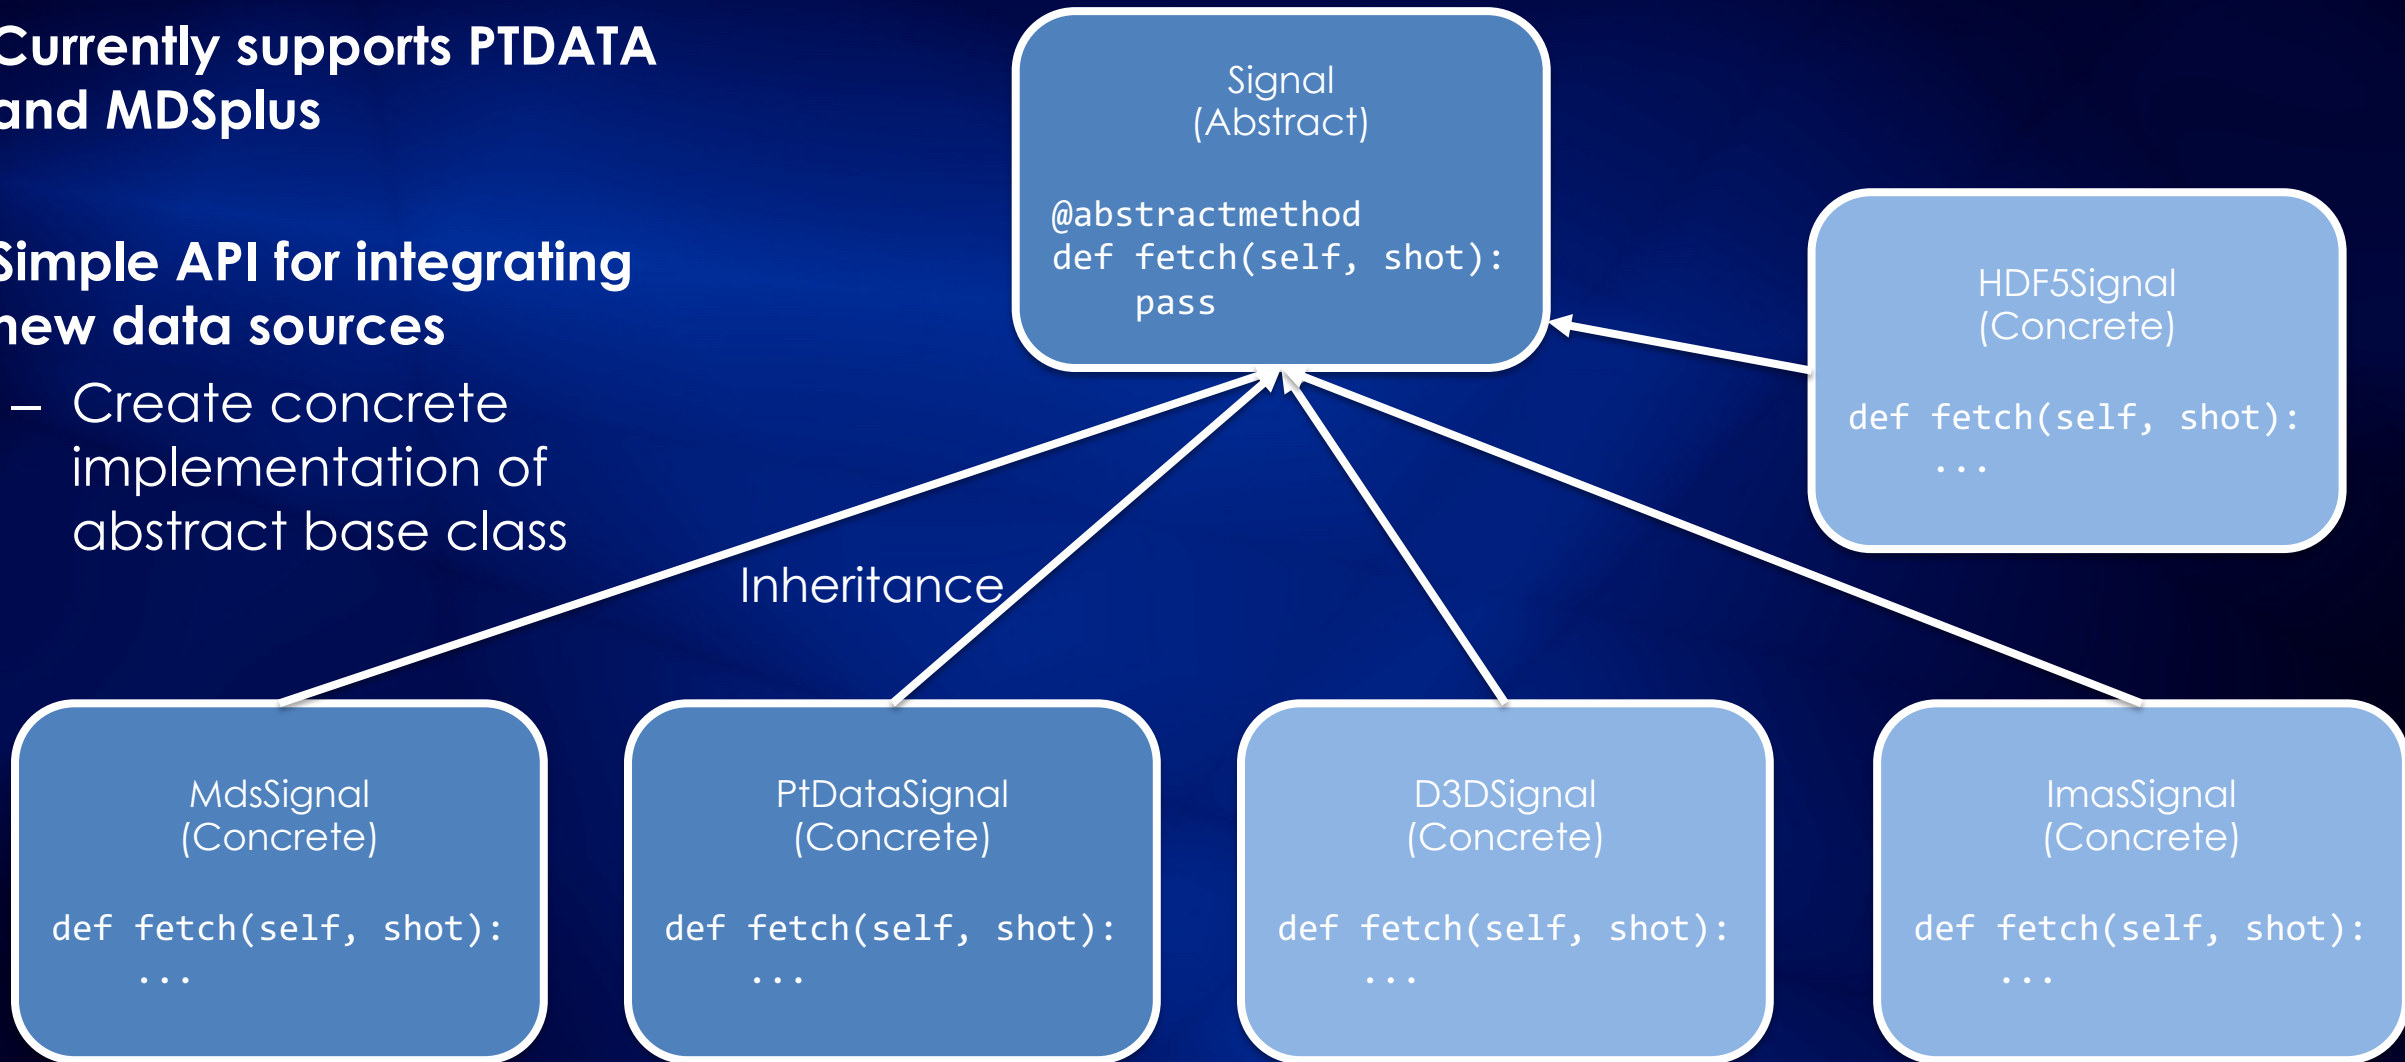 Currently supports PTDATA
and MDSplus
Simple API for integrating
new data sources
– Create concrete
implementation of
abstract base class
Signal
(Abstract)
@abstractmethod
def fetch(self, shot):
    pass
HDF5Signal
(Concrete)
def fetch(self, shot):
    ...
Inheritance
MdsSignal
(Concrete)
def fetch(self, shot):
    ...
PtDataSignal
(Concrete)
def fetch(self, shot):
    ...
D3DSignal
(Concrete)
def fetch(self, shot):
    ...
ImasSignal
(Concrete)
def fetch(self, shot):
    ...